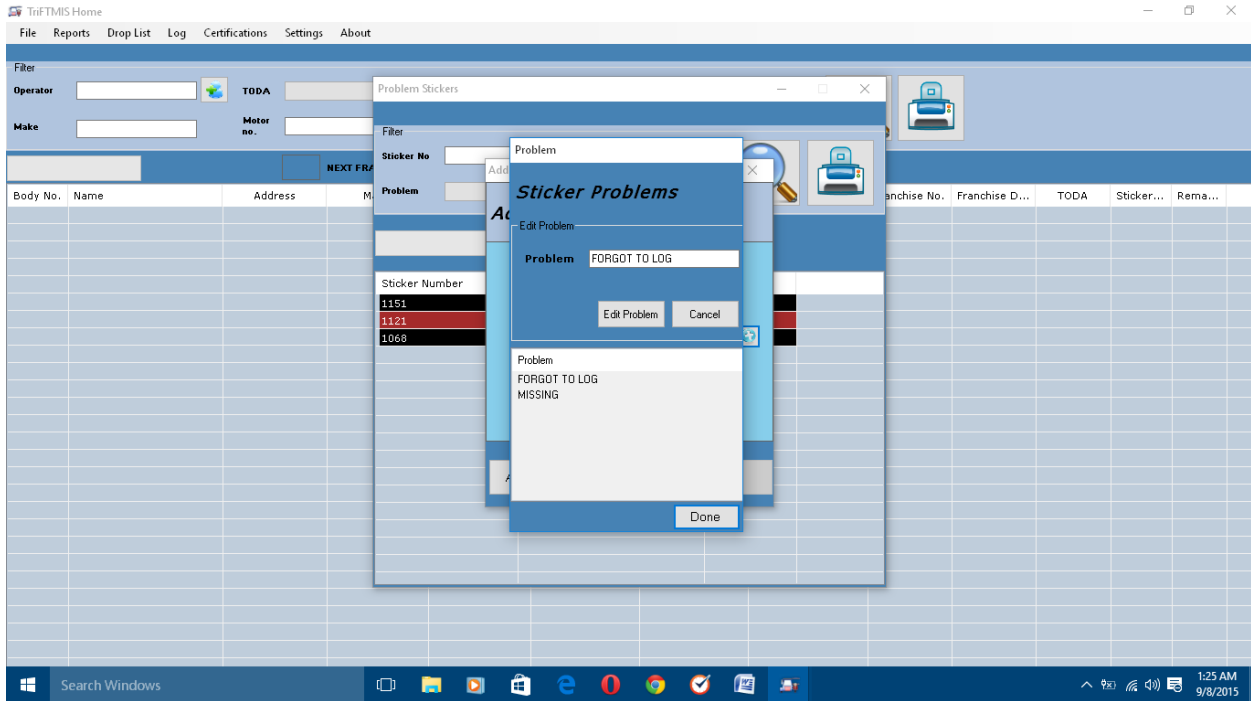 TriFTMIS Home
File Reports Drop List Log Certifications Settings About
Filter
Operator
TODA
Make
Motor
no.
NEXT FRA
Body No. Name Address M
anchise No. Franchise D... TODA Sticker... Rema...
Problem Stickers
Filter
Sticker No
Problem
Sticker Number
1151
1121
1068
Add
Problem
Sticker Problems
Edit Problem
Problem FORGOT TO LOG
Edit Problem Cancel
Problem
FORGOT TO LOG
MISSING
Done
Search Windows
1:25 AM
9/8/2015